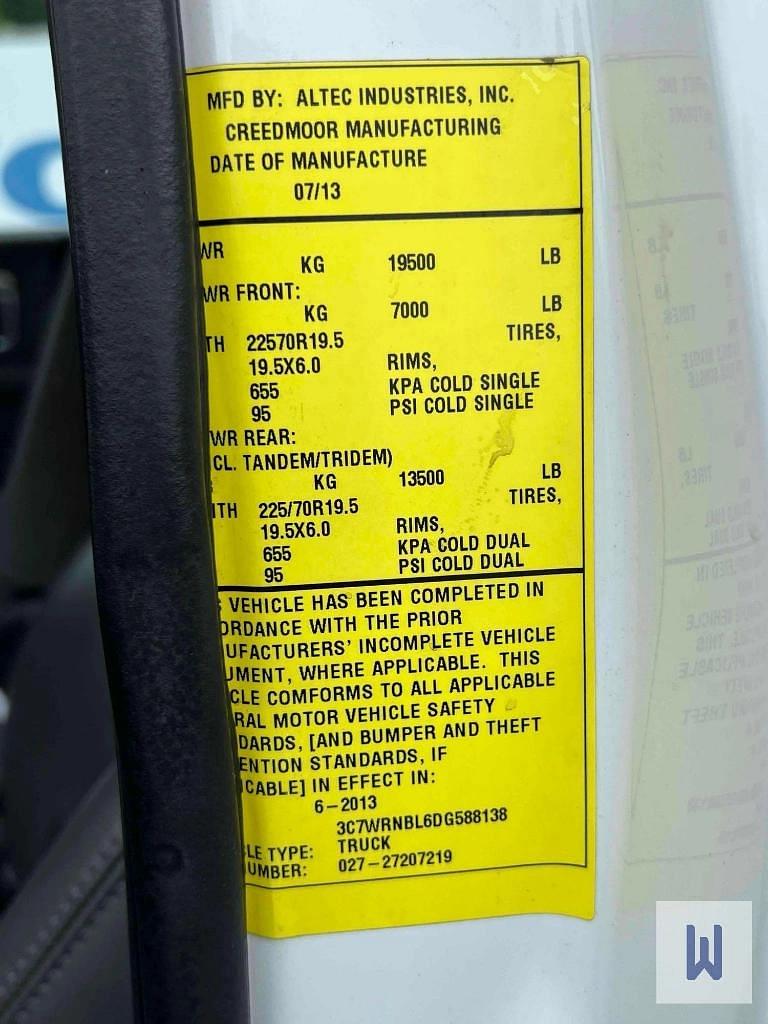 MFD BY: ALTEC INDUSTRIES, INC.
CREEDMOOR MANUFACTURING
DATE OF MANUFACTURE
07/13
WR
KG 19500 LB
WR FRONT:
KG 7000 LB
TH 22570R19.5 TIRES,
19.5X6.0 RIMS,
655 KPA COLD SINGLE
95 PSI COLD SINGLE
WR REAR:
CL. TANDEM/TRIDEM)
KG 13500 LB
ITH 225/70R19.5 TIRES,
19.5X6.0 RIMS,
655 KPA COLD DUAL
95 PSI COLD DUAL
S VEHICLE HAS BEEN COMPLETED IN
ORDANCE WITH THE PRIOR
UFACTURERS' INCOMPLETE VEHICLE
UMENT, WHERE APPLICABLE. THIS
CLE COMFORMS TO ALL APPLICABLE
RAL MOTOR VEHICLE SAFETY
DARDS, [AND BUMPER AND THEFT
ENTION STANDARDS, IF
ICABLE] IN EFFECT IN:
6-2013
3C7WRNBL6DG588138
LE TYPE: TRUCK
UMBER: 027-27207219
W